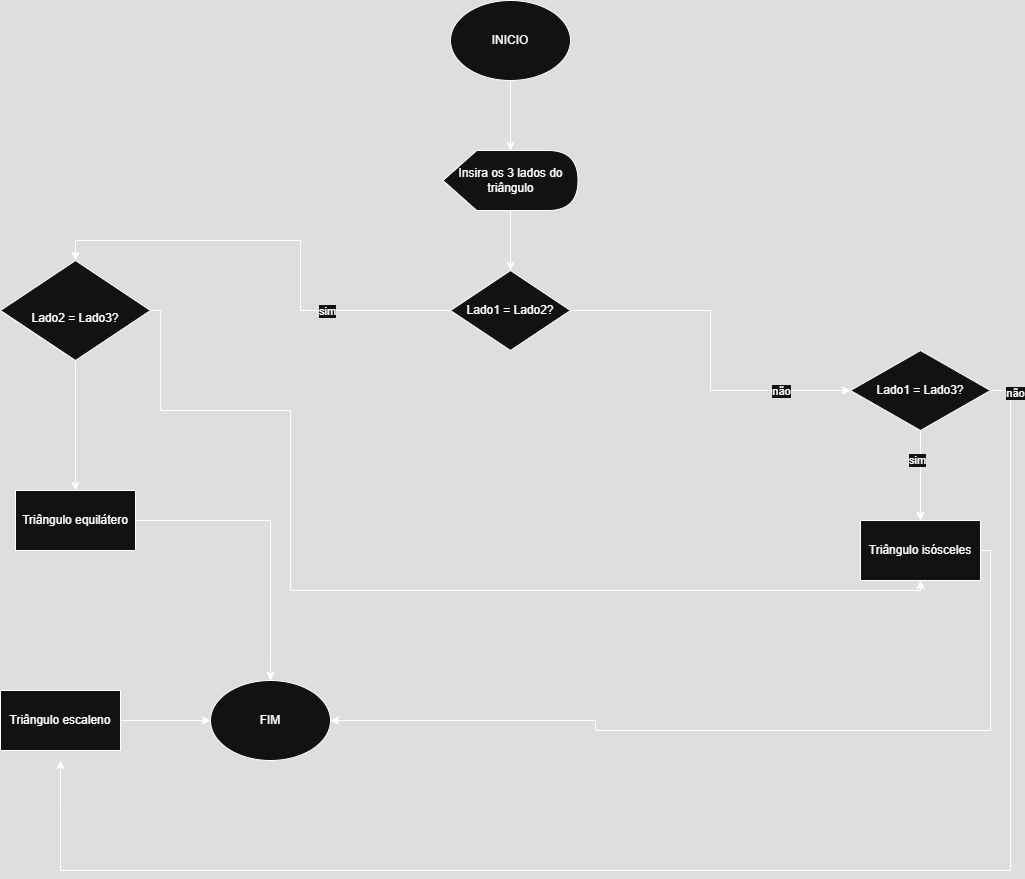 INICIO
Insira os 3 lados do
triângulo
Lado1 = Lado2?
sim
Lado2 = Lado3?
não
Lado1 = Lado3?
não
sim
Triângulo equilátero
Triângulo isósceles
Triângulo escaleno
FIM